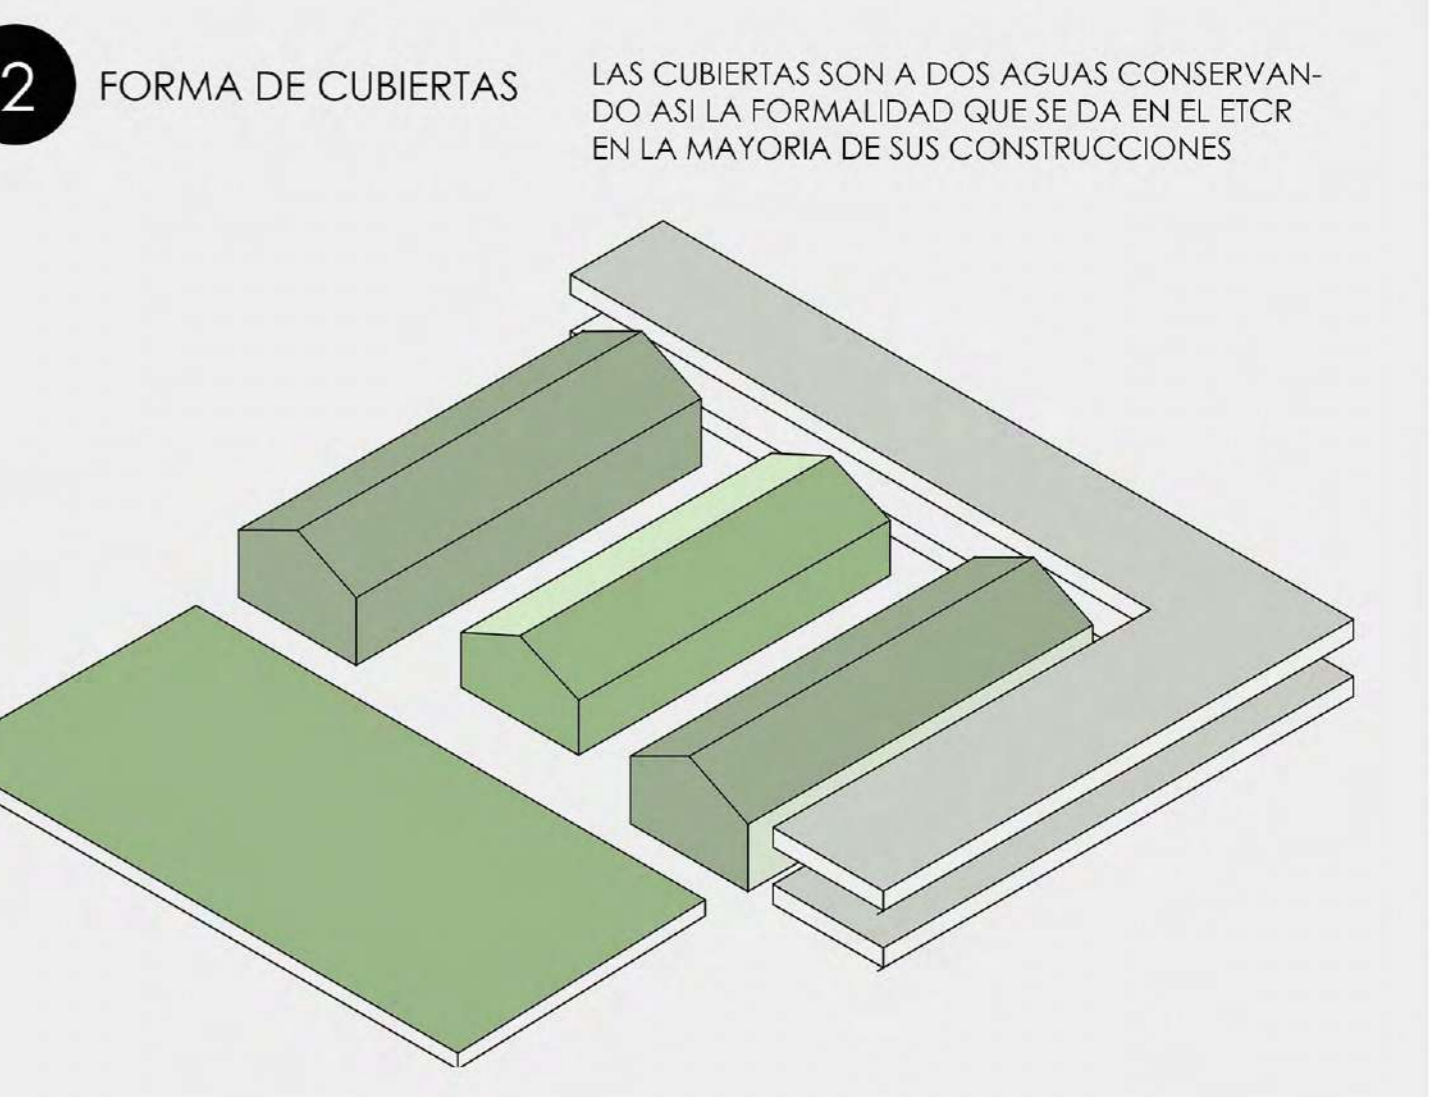 2
FORMA DE CUBIERTAS
LAS CUBIERTAS SON A DOS AGUAS CONSERVAN-
DO ASI LA FORMALIDAD QUE SE DA EN EL ETCR
EN LA MAYORIA DE SUS CONSTRUCCIONES